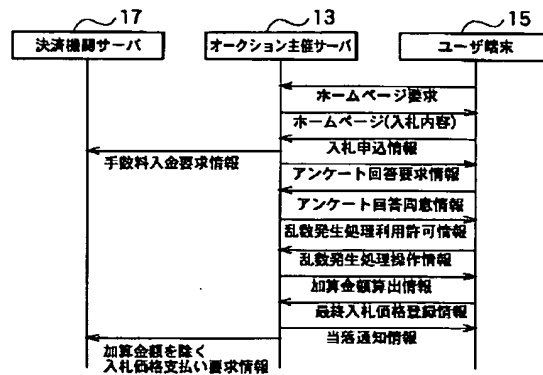 17
13
15
決済機関サーバ
オークション主催サーバ
ユーザ端末
ホームページ要求
ホームページ(入札内容)
入札申込情報
手数料入金要求情報
アンケート回答要求情報
アンケート回答同意情報
乱数発生処理利用許可情報
乱数発生処理操作情報
加算金額算出情報
最終入札価格登録情報
当落通知情報
加算金額を除く
入札価格支払い要求情報